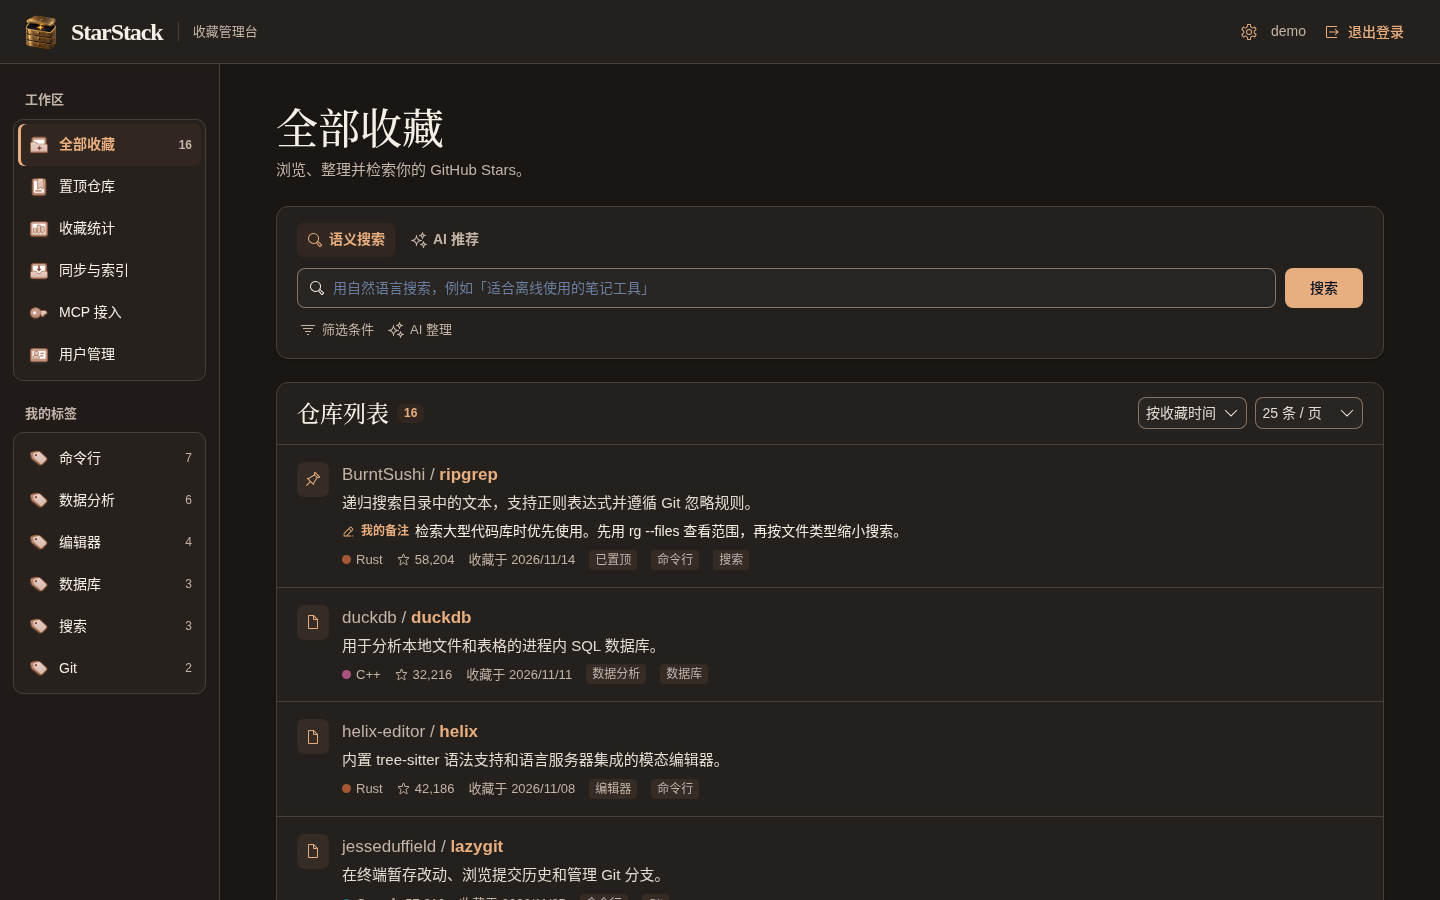 StarStack
收藏管理台
demo
退出登录
工作区
全部收藏 16
置顶仓库
收藏统计
同步与索引
MCP 接入
用户管理
我的标签
命令行 7
数据分析 6
编辑器 4
数据库 3
搜索 3
Git 2
全部收藏
浏览、整理并检索你的 GitHub Stars。
语义搜索 AI 推荐
用自然语言搜索，例如「适合离线使用的笔记工具」
搜索
筛选条件 AI 整理
仓库列表 16
按收藏时间 25 条 / 页
BurntSushi / ripgrep
递归搜索目录中的文本，支持正则表达式并遵循 Git 忽略规则。
我的备注 检索大型代码库时优先使用。先用 rg --files 查看范围，再按文件类型缩小搜索。
Rust 58,204 收藏于 2026/11/14 已置顶 命令行 搜索
duckdb / duckdb
用于分析本地文件和表格的进程内 SQL 数据库。
C++ 32,216 收藏于 2026/11/11 数据分析 数据库
helix-editor / helix
内置 tree-sitter 语法支持和语言服务器集成的模态编辑器。
Rust 42,186 收藏于 2026/11/08 编辑器 命令行
jesseduffield / lazygit
在终端暂存改动、浏览提交历史和管理 Git 分支。